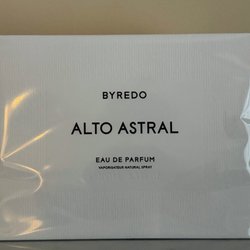 BYREDO
ALTO ASTRAL
EAU DE PARFUM
VAPORISATEUR NATURAL SPRAY